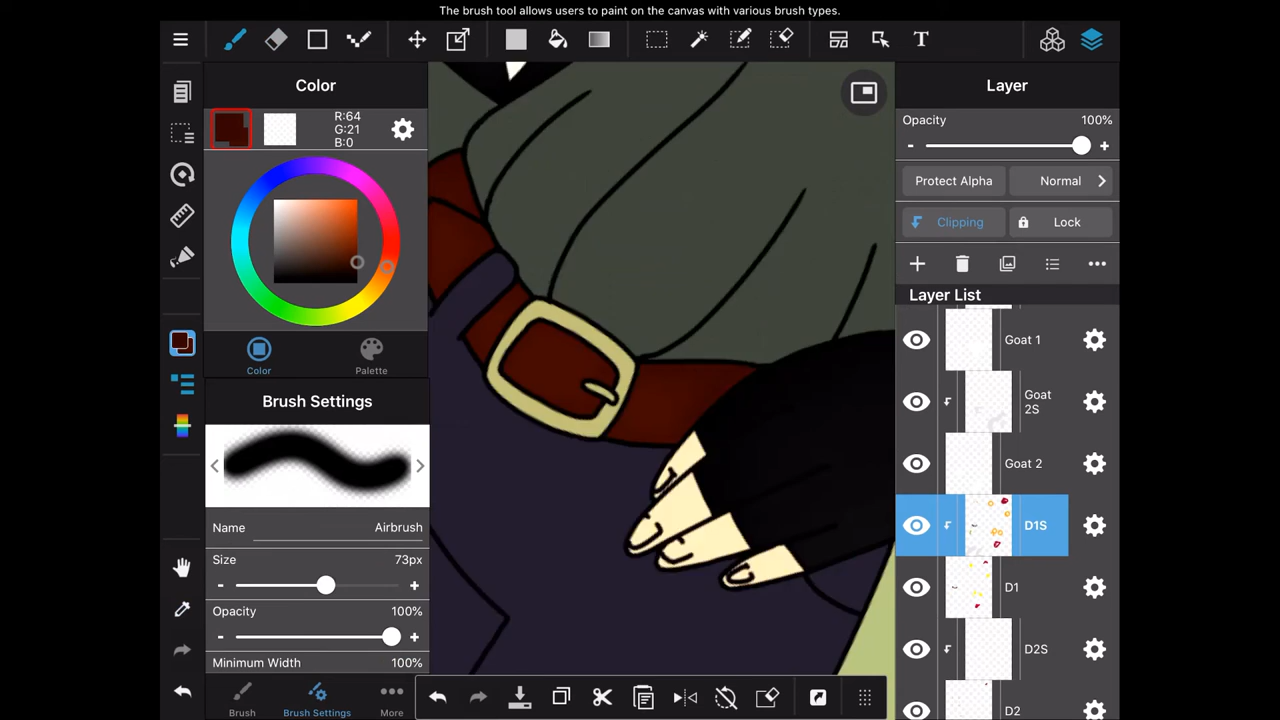 The brush tool allows users to paint on the canvas with various brush types.
T
Color
R:64
G:21
B:0
Color
Palette
Brush Settings
Name
Airbrush
Size
73px
-
+
Opacity
100%
-
+
Minimum Width
100%
Brush
Brush Settings
More
Layer
Opacity
100%
-
+
Protect Alpha
Normal
Clipping
Lock
Layer List
Goat 1
Goat
2S
Goat 2
D1S
D1
D2S
D2